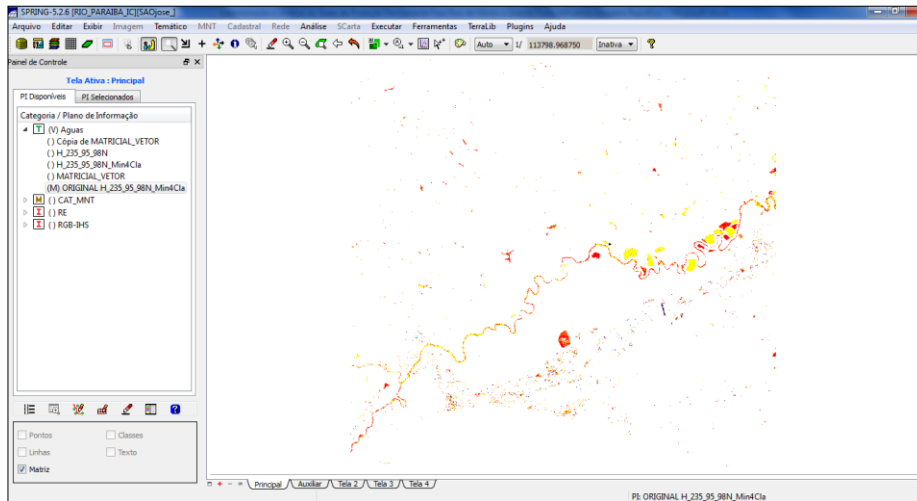 SPRING-5.2.6 [RIO_PARAIBA_IC][SAOjose_]
Arquivo Editar Exibir Imagem Temático MNT Cadastral Rede Análise SCarta Executar Ferramentas TerraLib Plugins Ajuda
Auto 1/ 113798.968750 Inativa
Painel de Controle
Tela Ativa : Principal
PI Disponíveis PI Selecionados
Categoria / Plano de Informação
(V) Aguas
() Cópia de MATRICIAL_VETOR
() H_235_95_98N
() H_235_95_98N_Min4Cla
() MATRICIAL_VETOR
(M) ORIGINAL H_235_95_98N_Min4Cla
() CAT_MNT
() RE
() RGB-IHS
Pontos Classes
Linhas Texto
Matriz
Principal Auxiliar Tela 2 Tela 3 Tela 4
PI: ORIGINAL H_235_95_98N_Min4Cla